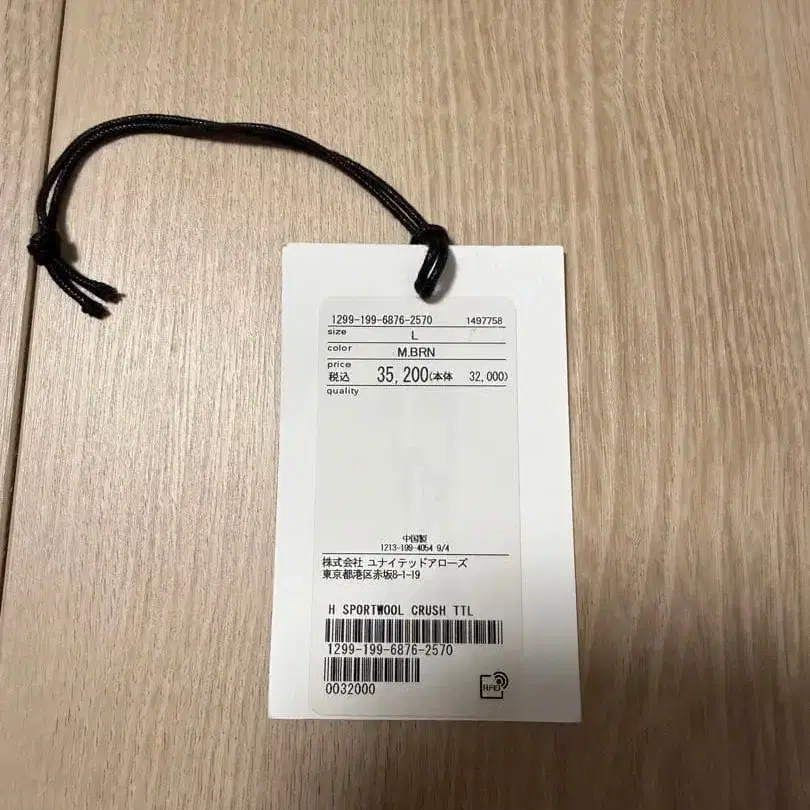 1299-199-6876-2570 1497758
size L
color M.BRN
price
税込 35,200(本体 32,000)
quality
中国製
1213-199-4054 9/4
株式会社 ユナイテッドアローズ
東京都港区赤坂8-1-19
H SPORTWOOL CRUSH TTL
1299-199-6876-2570
0032000
RFID